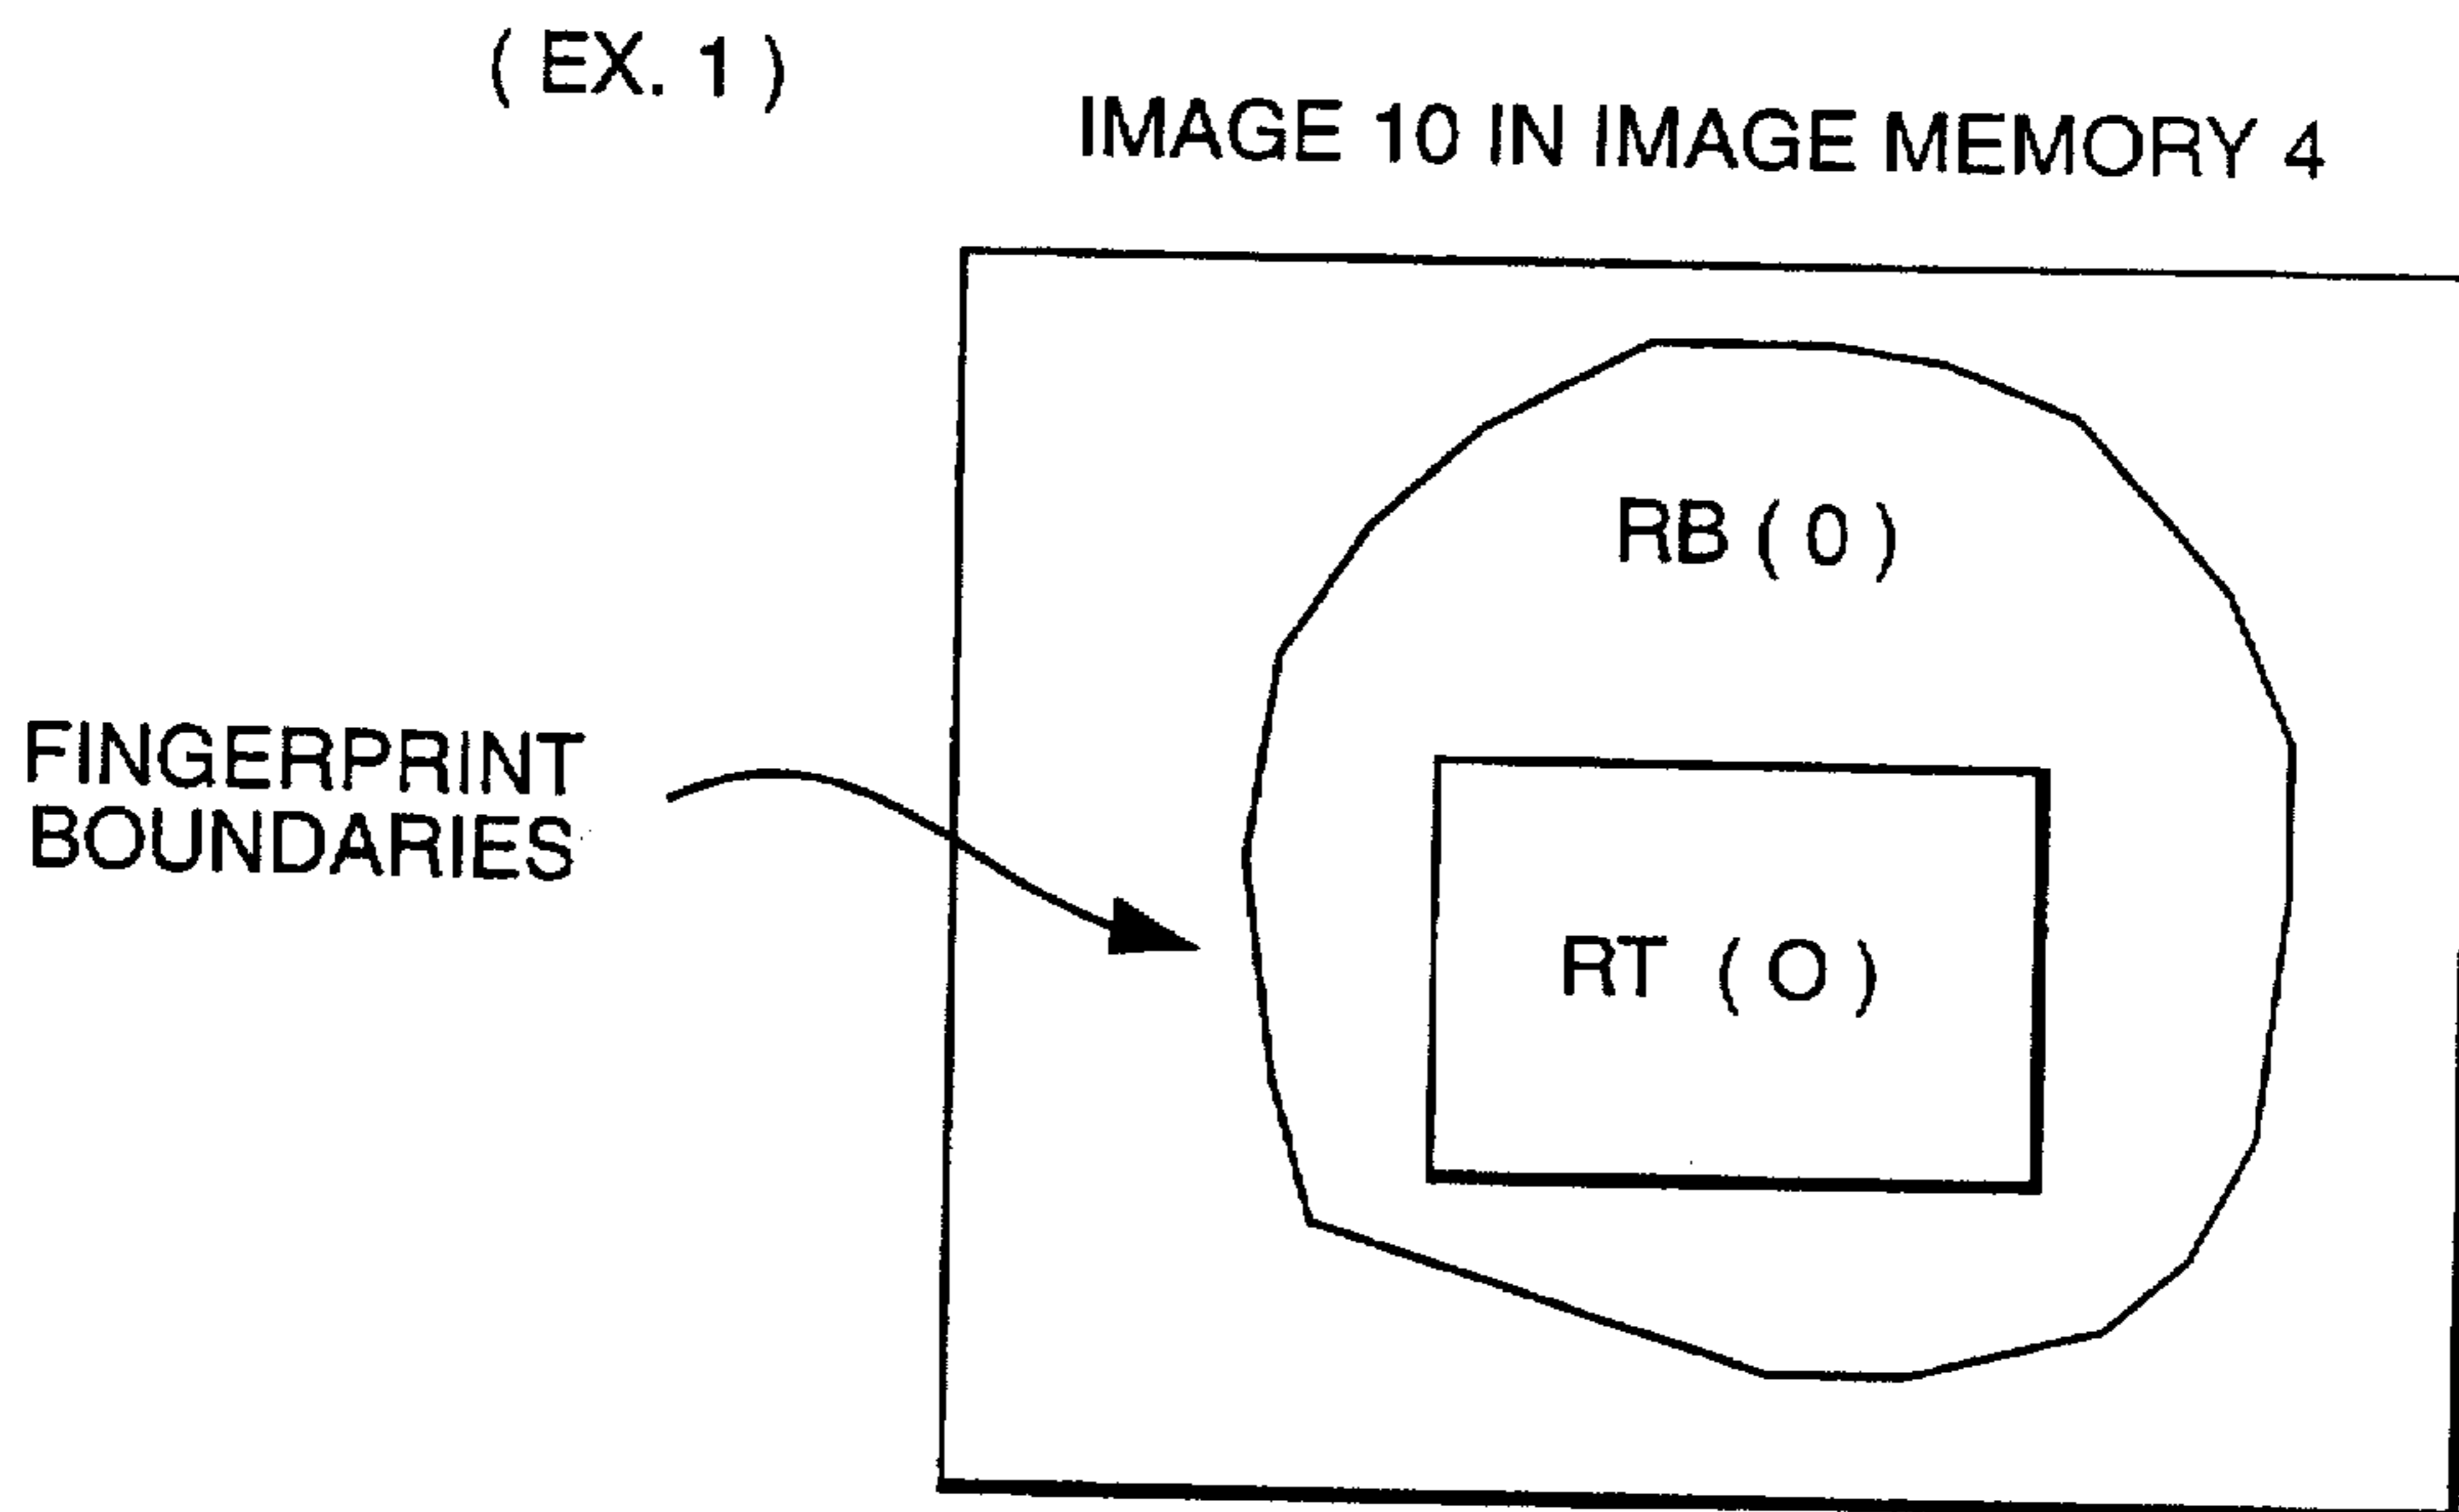 ( EX. 1 )
IMAGE 10 IN IMAGE MEMORY 4
RB ( 0 )
FINGERPRINT
BOUNDARIES
RT ( O )